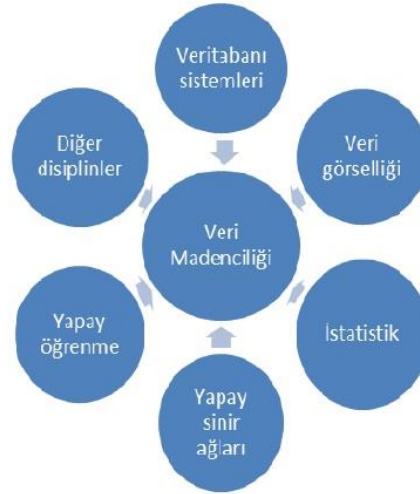 Veritabanı
sistemleri
Diğer
disiplinler
Veri
görselliği
Veri
Madenciliği
Yapay
öğrenme
İstatistik
Yapay
sinir
ağları